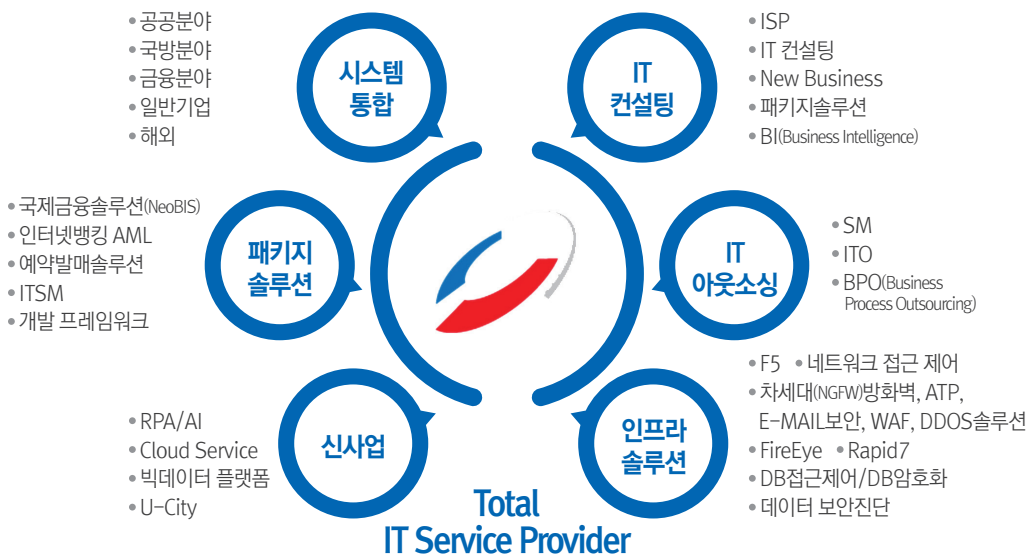 • 공공분야
• 국방분야
• 금융분야
• 일반기업
• 해외
시스템
통합
IT
컨설팅
• ISP
• IT 컨설팅
• New Business
• 패키지솔루션
• BI(Business Intelligence)
• 국제금융솔루션(NeoBIS)
• 인터넷뱅킹 AML
• 예약발매솔루션
• ITSM
• 개발 프레임워크
패키지
솔루션
IT
아웃소싱
• SM
• ITO
• BPO(Business
Process Outsourcing)
• RPA/AI
• Cloud Service
• 빅데이터 플랫폼
• U-City
신사업
인프라
솔루션
• F5 • 네트워크 접근 제어
• 차세대(NGFW)방화벽, ATP,
E-MAIL보안, WAF, DDOS솔루션
• FireEye • Rapid7
• DB접근제어/DB암호화
• 데이터 보안진단
Total
IT Service Provider